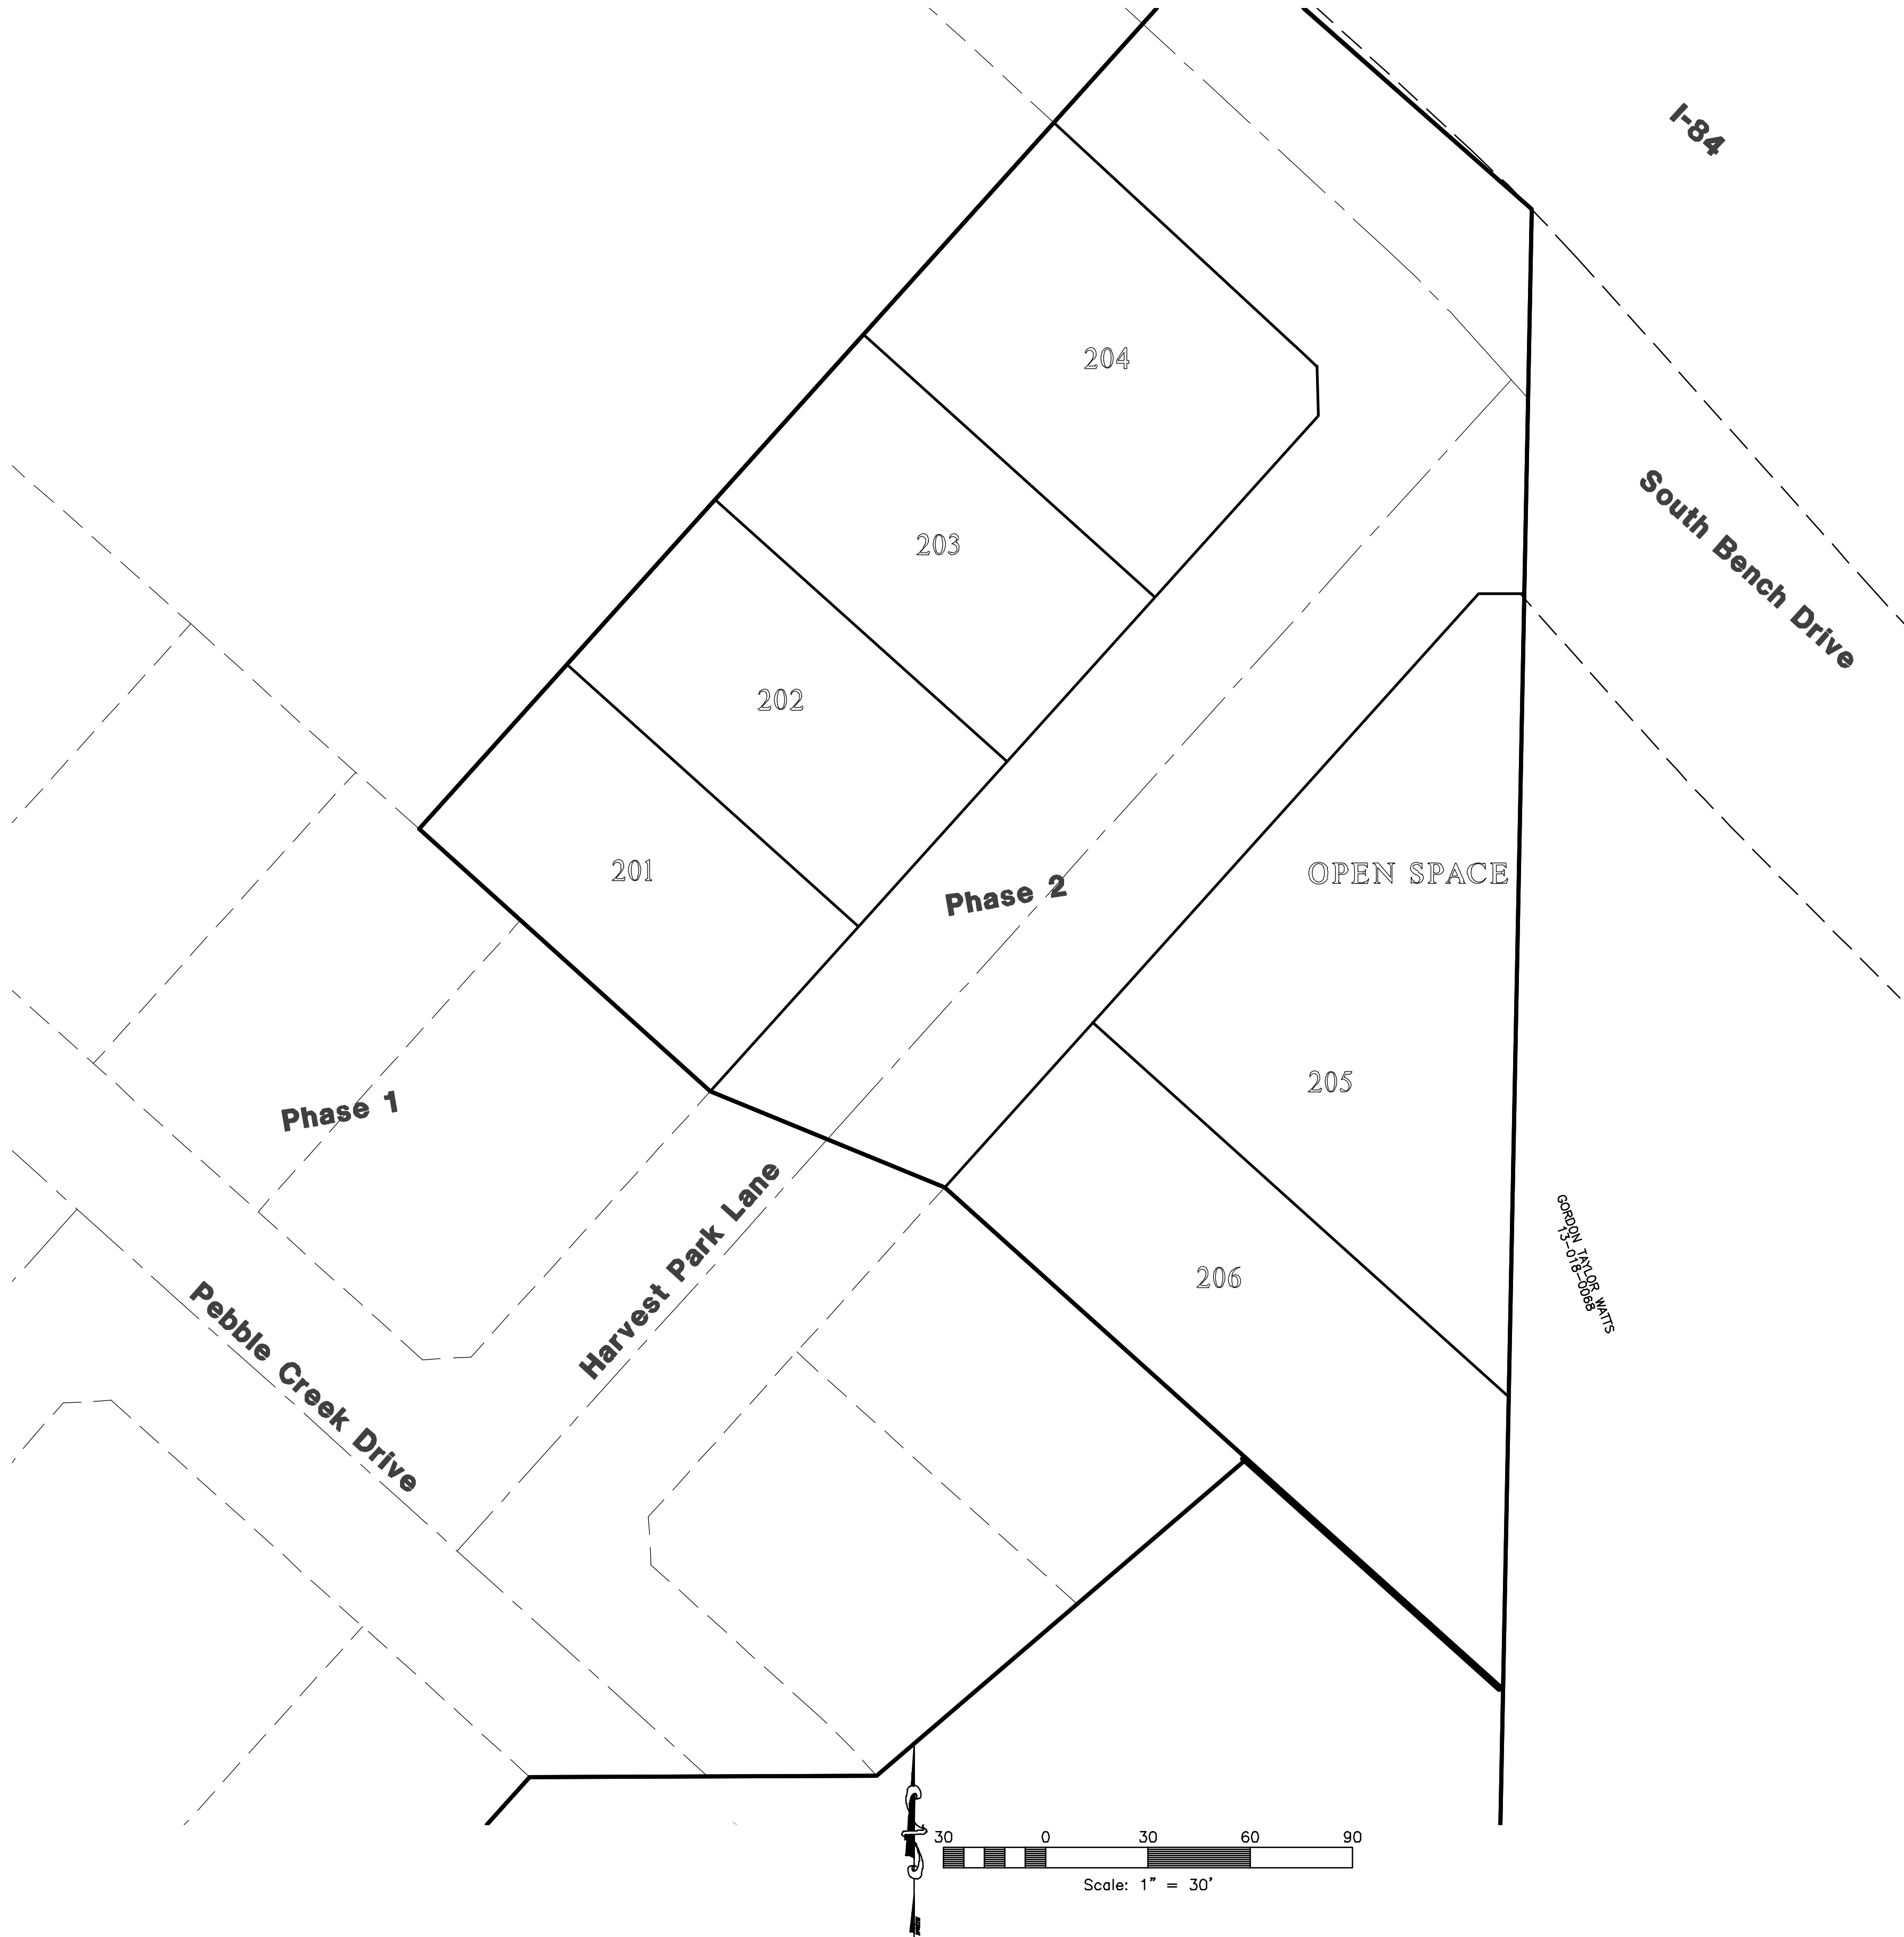 I-84
204
South Bench Drive
203
202
201
OPEN SPACE
Phase 2
205
Phase 1
Harvest Park Lane
GORDON TAYLOR WATTS
13-018-0068
206
Pebble Creek Drive
30 0 30 60 90
Scale: 1" = 30'